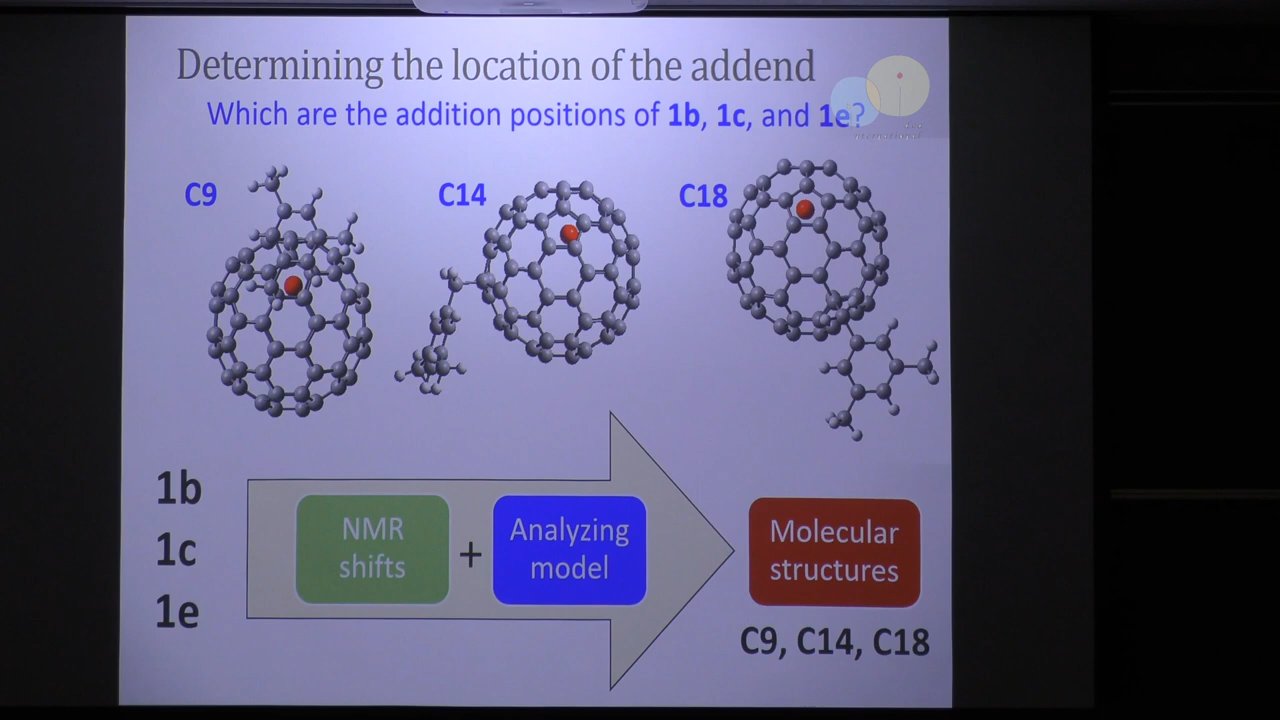 Determining the location of the addend
Which are the addition positions of 1b, 1c, and 1e?
C9
C14
C18
1b
1c
1e
NMR
shifts
+
Analyzing
model
Molecular
structures
C9, C14, C18